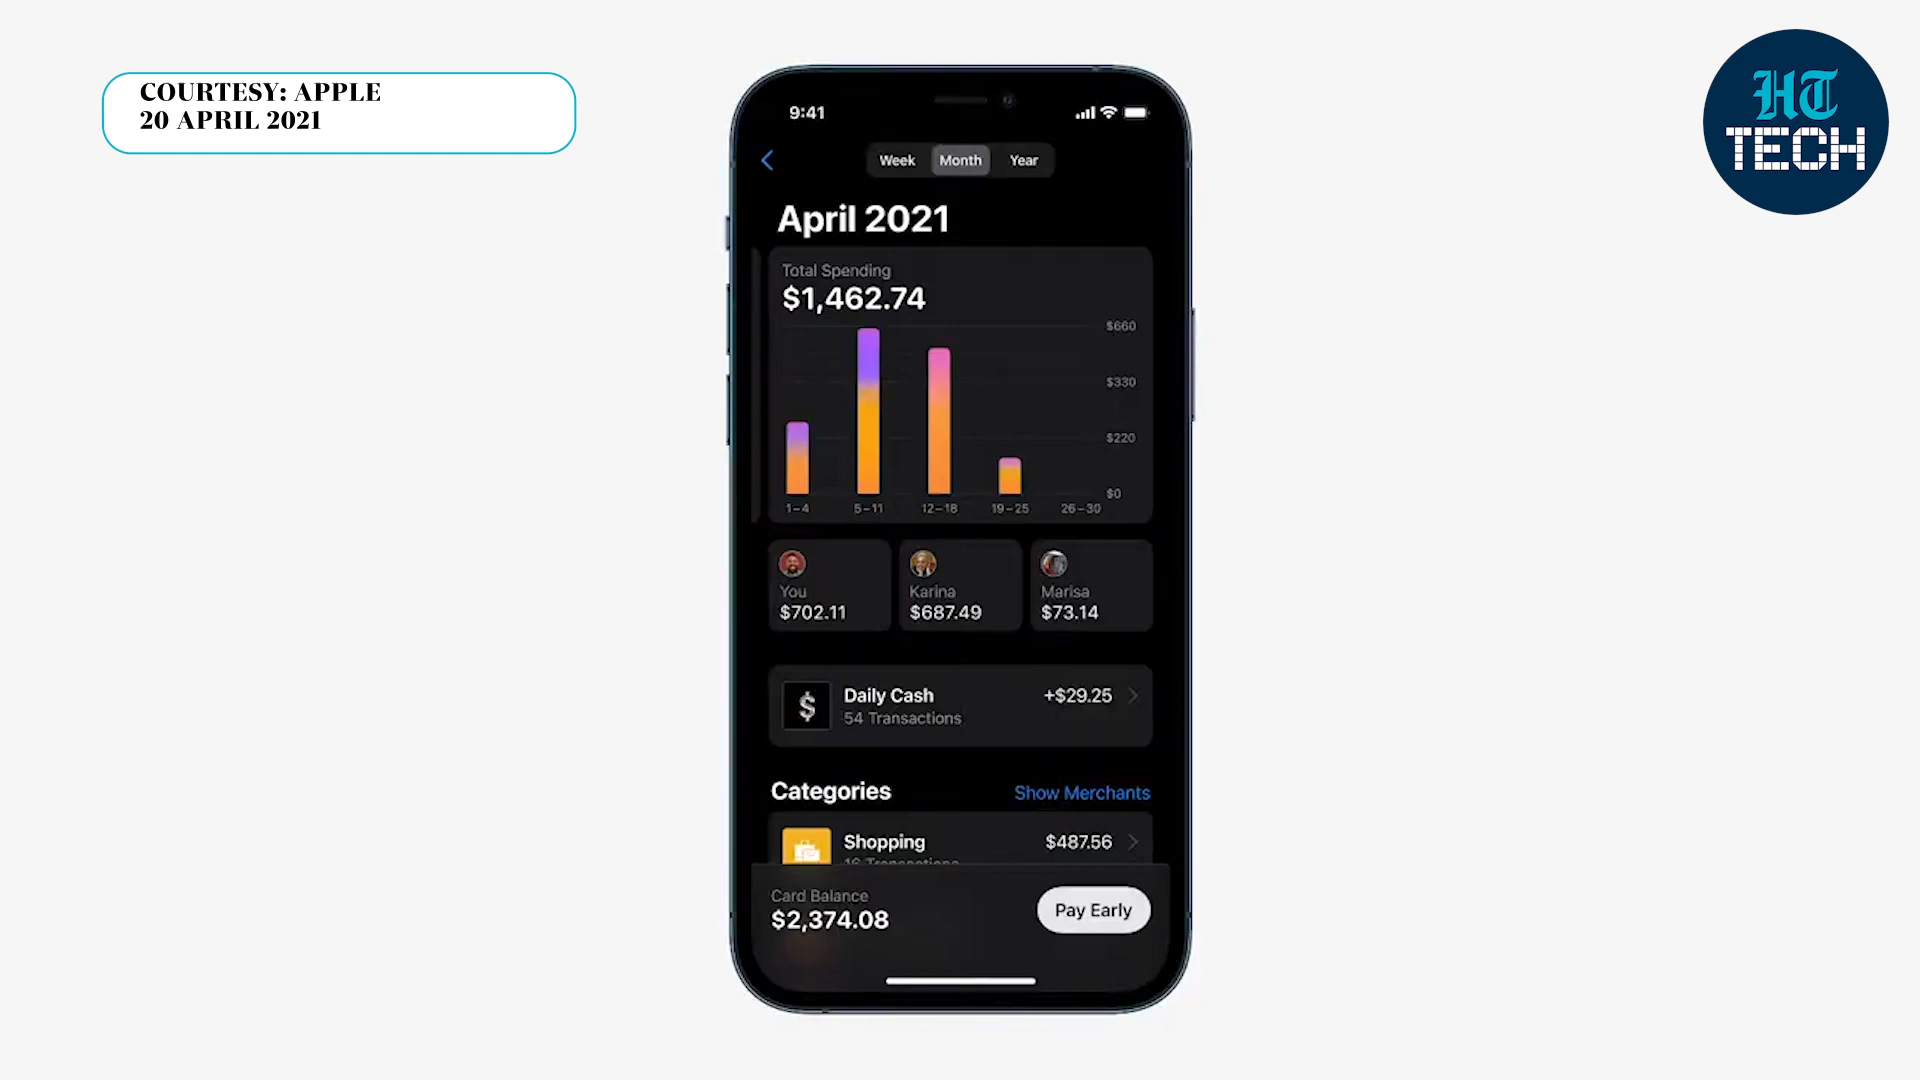 COURTESY: APPLE
20 APRIL 2021
HT
TECH
9:41
Week Month Year
April 2021
Total Spending
$1,462.74
$660
$330
$220
$0
1–4 5–11 12–18 19–25 26–30
You
$702.11
Karina
$687.49
Marisa
$73.14
Daily Cash +$29.25
54 Transactions
Categories Show Merchants
Shopping $487.56
16 Transactions
Card Balance
$2,374.08
Pay Early